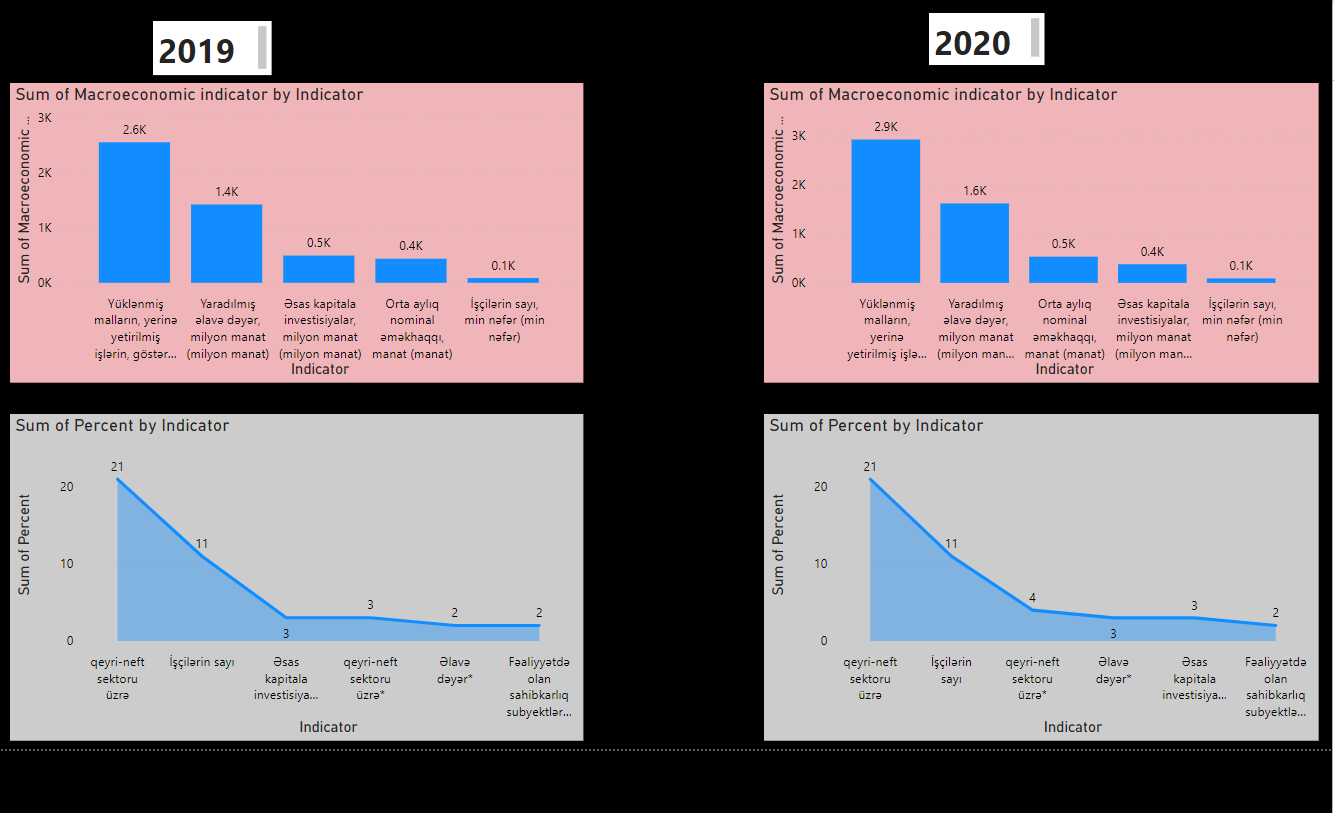 2019
2020
Sum of Macroeconomic indicator by Indicator
Sum of Macroeconomic ...
3K
2K
1K
0K
2.6K
1.4K
0.5K
0.4K
0.1K
Yüklənmiş
malların, yerinə
yetirilmiş
işlərin, göstər...
Yaradılmış
əlavə dəyər,
milyon manat
(milyon manat)
Əsas kapitala
investisiyalar,
milyon manat
(milyon manat)
Orta aylıq
nominal
əməkhaqqı,
manat (manat)
İşçilərin sayı,
min nəfər (min
nəfər)
Indicator
Sum of Macroeconomic indicator by Indicator
Sum of Macroeconomic ...
3K
2K
1K
0K
2.9K
1.6K
0.5K
0.4K
0.1K
Yüklənmiş
malların,
yerinə
yetirilmiş işlə...
Yaradılmış
əlavə dəyər,
milyon manat
(milyon man...
Orta aylıq
nominal
əməkhaqqı,
manat (manat)
Əsas kapitala
investisiyalar,
milyon manat
(milyon man...
İşçilərin sayı,
min nəfər (min
nəfər)
Indicator
Sum of Percent by Indicator
Sum of Percent
20
10
0
21
11
3
3
2
2
qeyri-neft
sektoru
üzrə
İşçilərin sayı
Əsas
kapitala
investisiya...
qeyri-neft
sektoru
üzrə*
Əlavə
dəyər*
Fəaliyyətdə
olan
sahibkarlıq
subyektlər...
Indicator
Sum of Percent by Indicator
Sum of Percent
20
10
0
21
11
4
3
3
2
qeyri-neft
sektoru
üzrə
İşçilərin
sayı
qeyri-neft
sektoru
üzrə*
Əlavə
dəyər*
Əsas
kapitala
investisiya...
Fəaliyyətdə
olan
sahibkarlıq
subyektlə...
Indicator